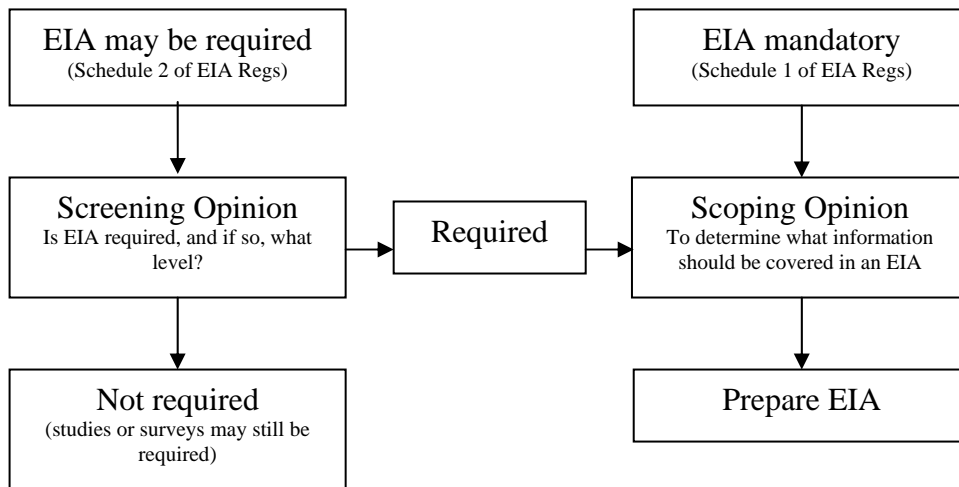 EIA may be required
(Schedule 2 of EIA Regs)
EIA mandatory
(Schedule 1 of EIA Regs)
Screening Opinion
Is EIA required, and if so, what
level?
Required
Scoping Opinion
To determine what information
should be covered in an EIA
Not required
(studies or surveys may still be
required)
Prepare EIA